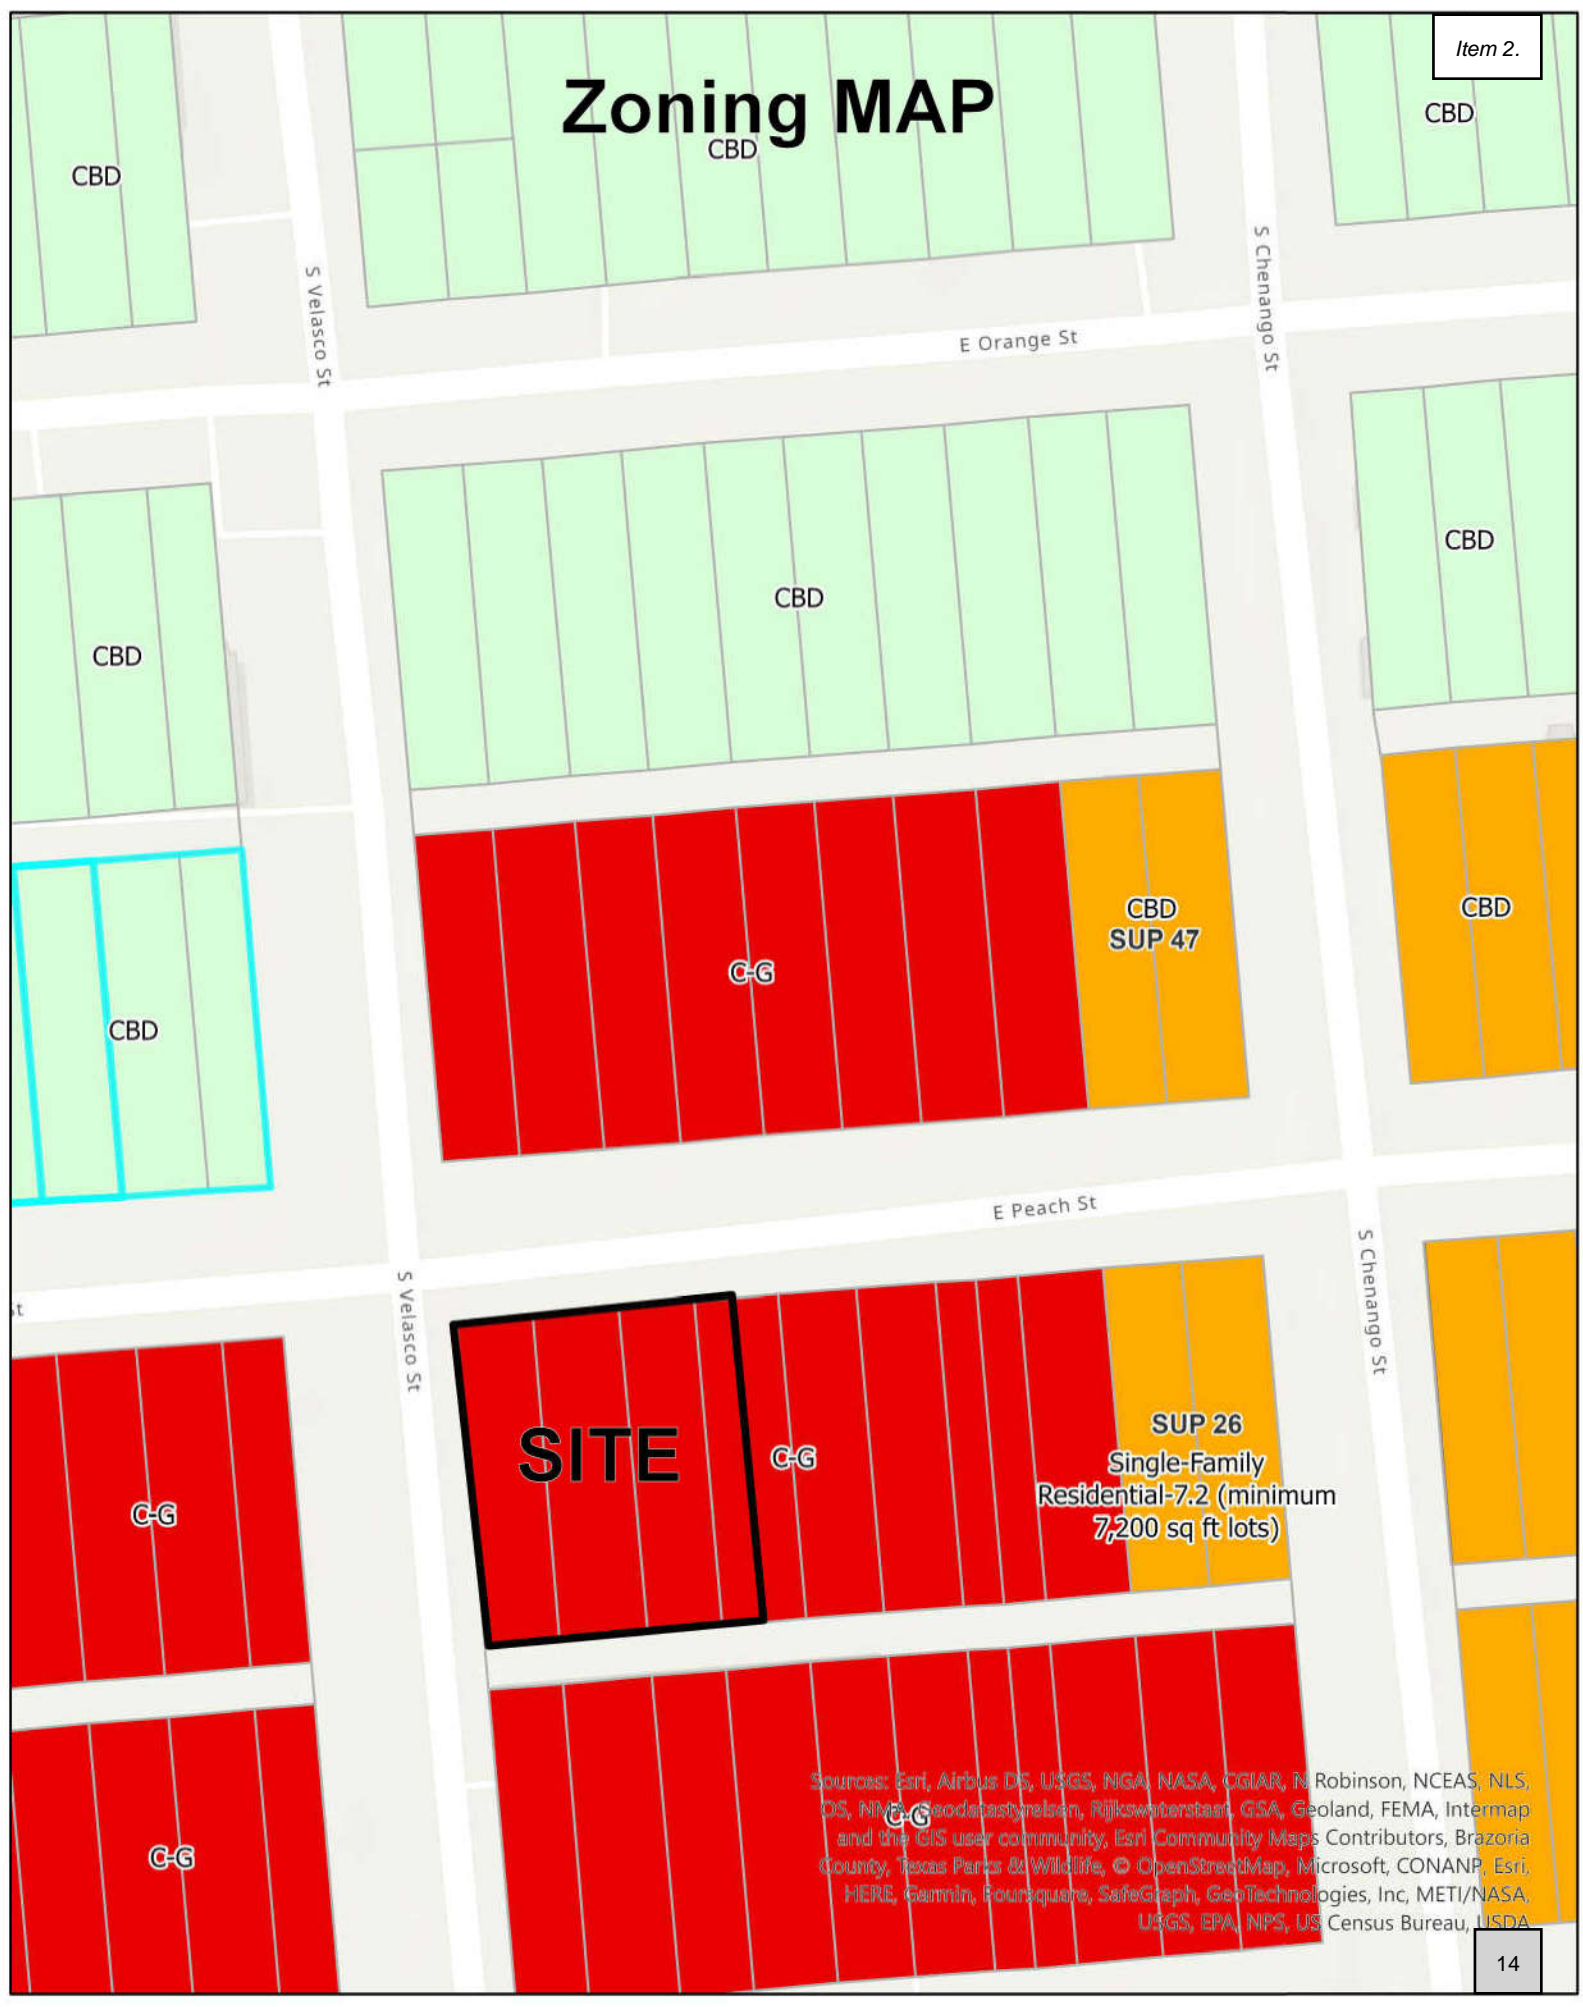 Item 2.
Zoning MAP
CBD
CBD
CBD
S Velasco St
S Chenango St
E Orange St
CBD
CBD
CBD
CBD
SUP 47
CBD
C-G
CBD
E Peach St
St
S Velasco St
S Chenango St
SITE
C-G
SUP 26
Single-Family
Residential-7.2 (minimum
7,200 sq ft lots)
C-G
Sources: Esri, Airbus DS, USGS, NGA, NASA, CGIAR, N Robinson, NCEAS, NLS,
OS, NMA, Geodatastyrelsen, Rijkswaterstaat, GSA, Geoland, FEMA, Intermap
C-G
and the GIS user community, Esri Community Maps Contributors, Brazoria
County, Texas Parks & Wildlife, © OpenStreetMap, Microsoft, CONANP, Esri,
C-G
HERE, Garmin, Foursquare, SafeGraph, GeoTechnologies, Inc, METI/NASA,
USGS, EPA, NPS, US Census Bureau, USDA
14